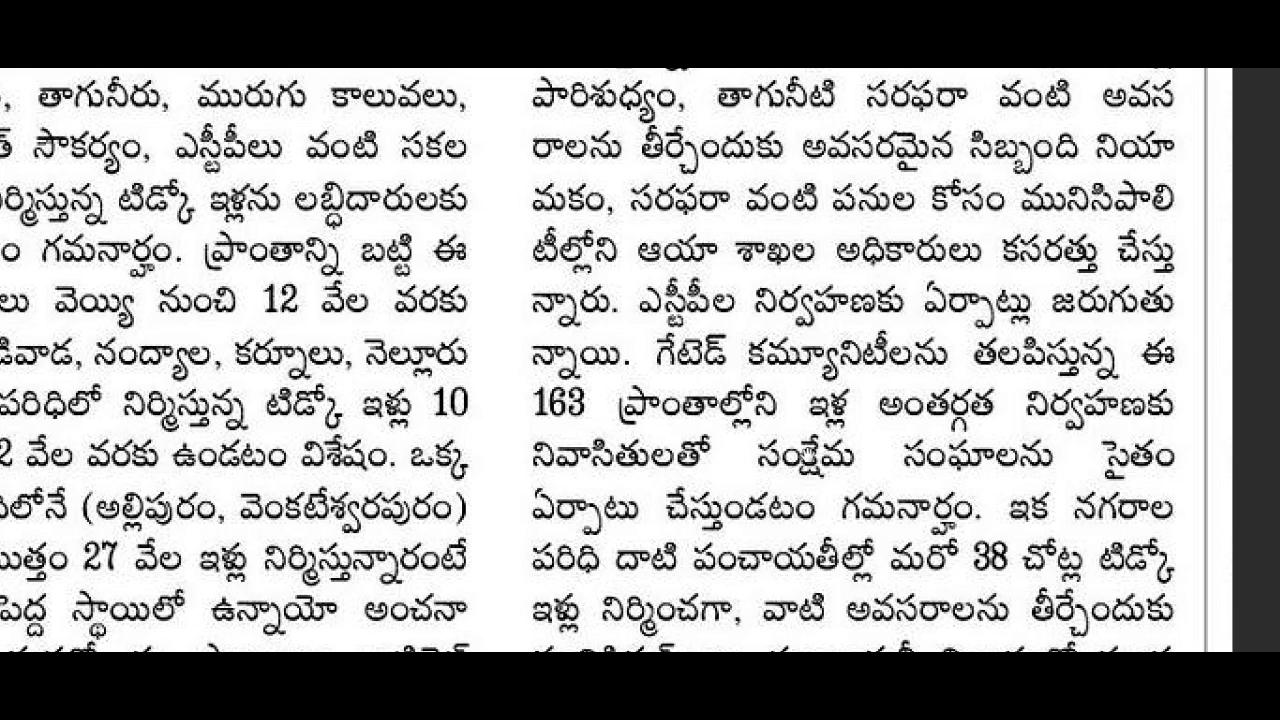 తాగునీరు, మురుగు కాలువలు,
సౌకర్యం, ఎస్టీపీలు వంటి సకల
టిడ్కో ఇళ్లను లబ్ధిదారులకు
గమనార్హం. ప్రాంతాన్ని బట్టి ఈ
వెయ్యి నుంచి 12 వేల వరకు
నంద్యాల, కర్నూలు, నెల్లూరు
పరిధిలో నిర్మిస్తున్న టిడ్కో ఇళ్లు 10
వేల వరకు ఉండటం విశేషం. ఒక్క
(అల్లిపురం, వెంకటేశ్వరపురం)
27 వేల ఇళ్లు నిర్మిస్తున్నారంటే
పెద్ద స్థాయిలో ఉన్నాయో అంచనా
పారిశుధ్యం, తాగునీటి సరఫరా వంటి అవస
రాలను తీర్చేందుకు అవసరమైన సిబ్బంది నియా
మకం, సరఫరా వంటి పనుల కోసం మునిసిపాలి
టీల్లోని ఆయా శాఖల అధికారులు కసరత్తు చేస్తు
న్నారు. ఎస్టీపీల నిర్వహణకు ఏర్పాట్లు జరుగుతు
న్నాయి. గేటెడ్ కమ్యూనిటీలను తలపిస్తున్న ఈ
163 ప్రాంతాల్లోని ఇళ్ల అంతర్గత నిర్వహణకు
నివాసితులతో సంక్షేమ సంఘాలను సైతం
ఏర్పాటు చేస్తుండటం గమనార్హం. ఇక నగరాల
పరిధి దాటి పంచాయతీల్లో మరో 38 చోట్ల టిడ్కో
ఇళ్లు నిర్మించగా, వాటి అవసరాలను తీర్చేందుకు